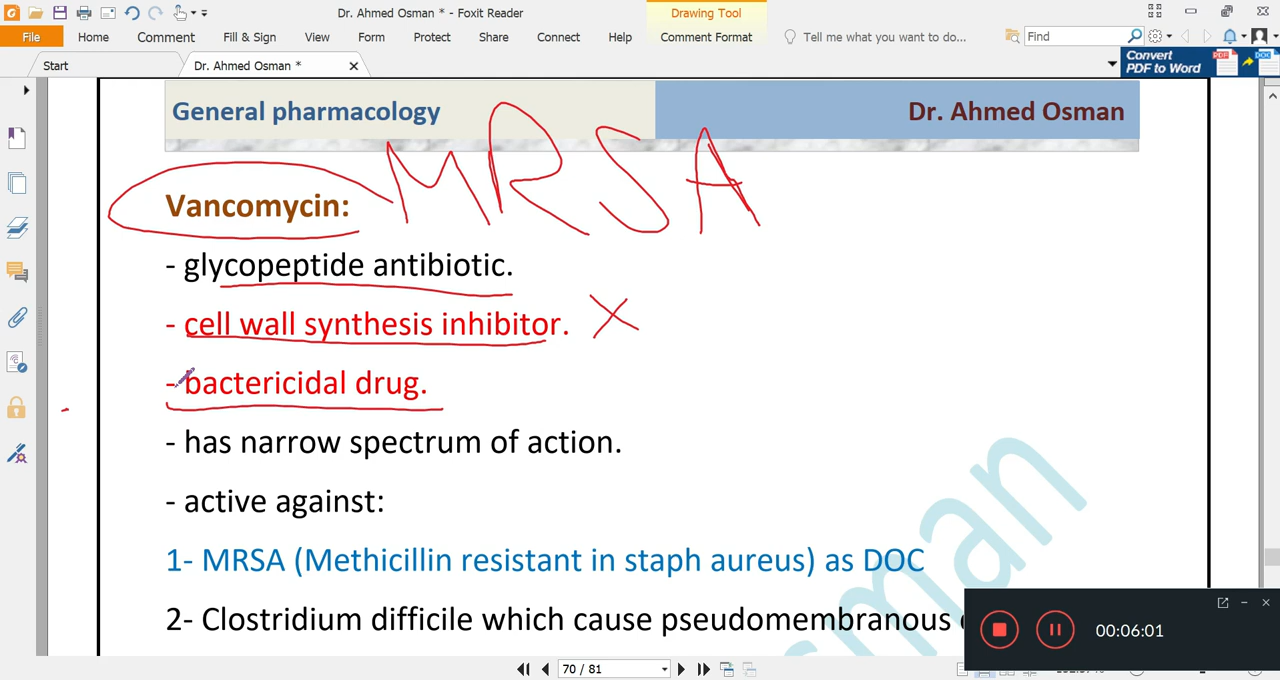 Dr. Ahmed Osman * - Foxit Reader
Drawing Tool
File Home Comment Fill & Sign View Form Protect Share Connect Help Comment Format Tell me what you want to do... Find
Start Dr. Ahmed Osman *
Convert
PDF to Word
General pharmacology Dr. Ahmed Osman
MRSA
Vancomycin:
- glycopeptide antibiotic.
- cell wall synthesis inhibitor. X
- bactericidal drug.
- has narrow spectrum of action.
- active against:
1- MRSA (Methicillin resistant in staph aureus) as DOC
2- Clostridium difficile which cause pseudomembranous
00:06:01
70 / 81